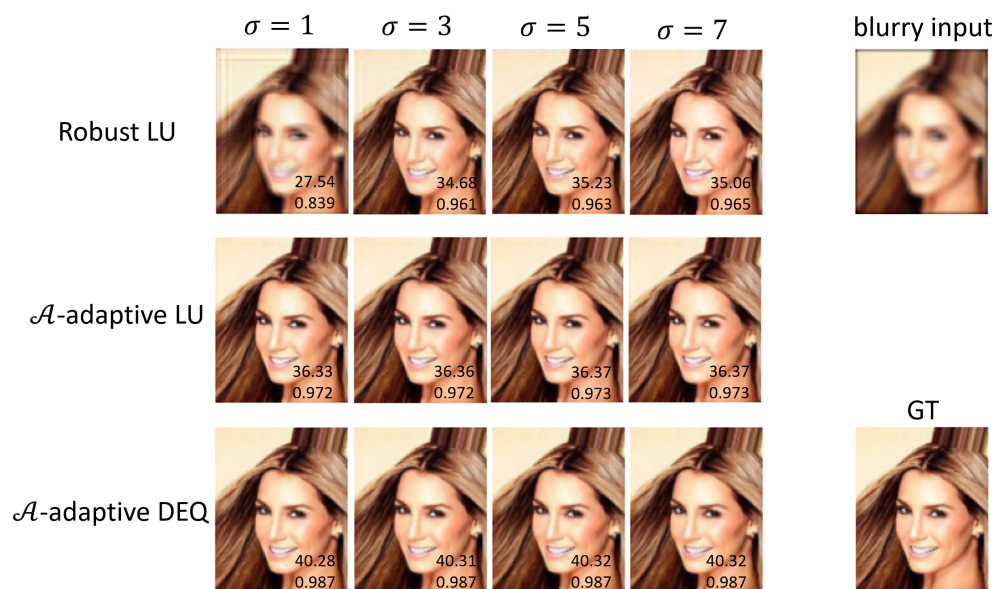 σ = 1 σ = 3 σ = 5 σ = 7 blurry input
Robust LU
27.54 34.68 35.23 35.06
0.839 0.961 0.963 0.965
𝒜-adaptive LU
36.33 36.36 36.37 36.37
0.972 0.972 0.973 0.973
GT
𝒜-adaptive DEQ
40.28 40.31 40.32 40.32
0.987 0.987 0.987 0.987